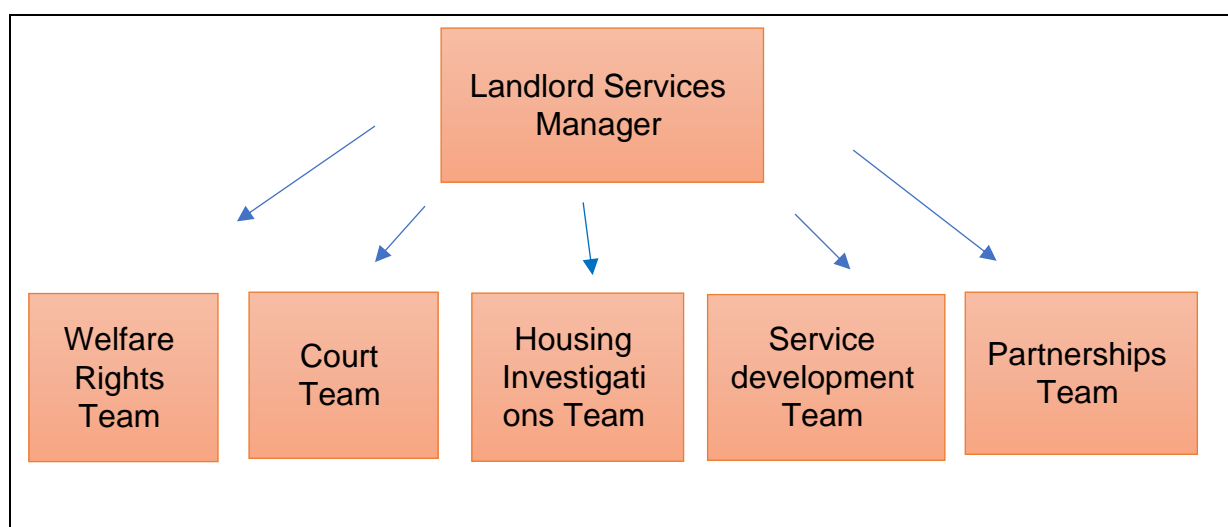 Landlord Services
Manager
Welfare
Rights
Team
Court
Team
Housing
Investigati
ons Team
Service
development
Team
Partnerships
Team